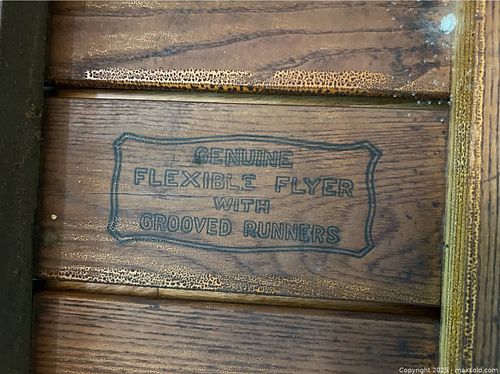 GENUINE
FLEXIBLE FLYER
WITH
GROOVED RUNNERS
Copyright 2025 - maxsold.com